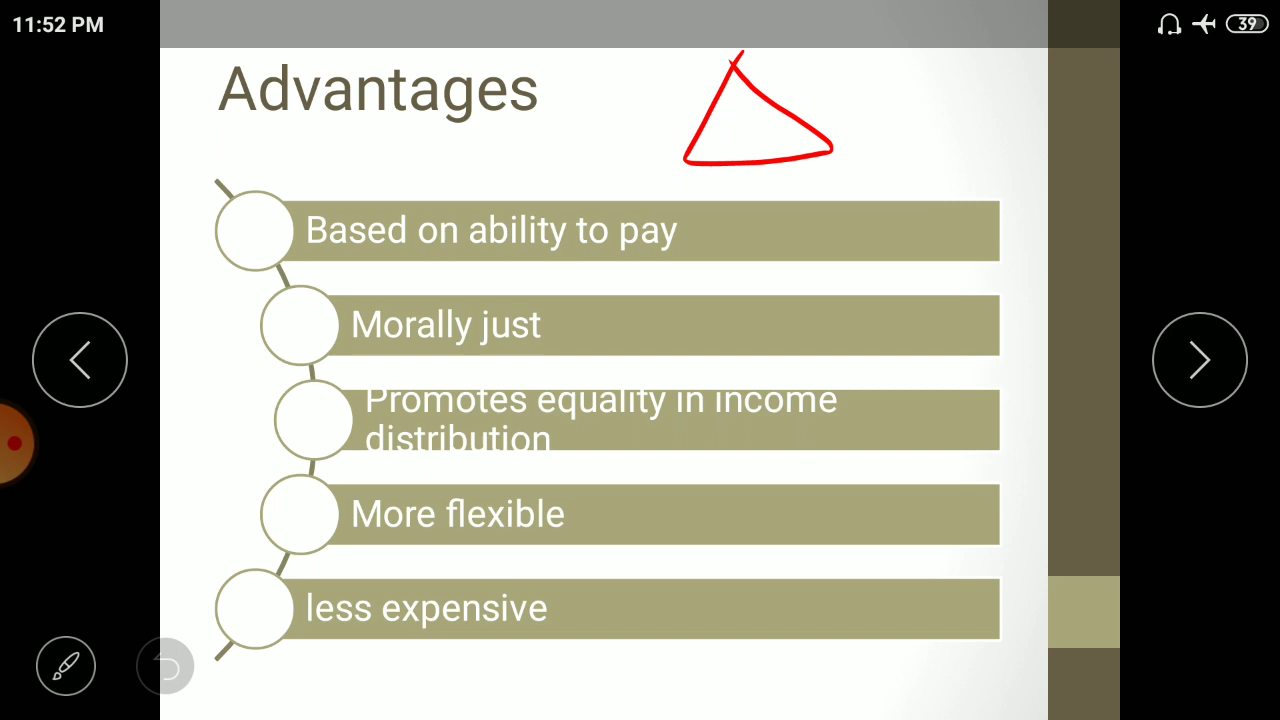 11:52 PM
39
Advantages
Based on ability to pay
Morally just
Promotes equality in income
distribution
More flexible
less expensive